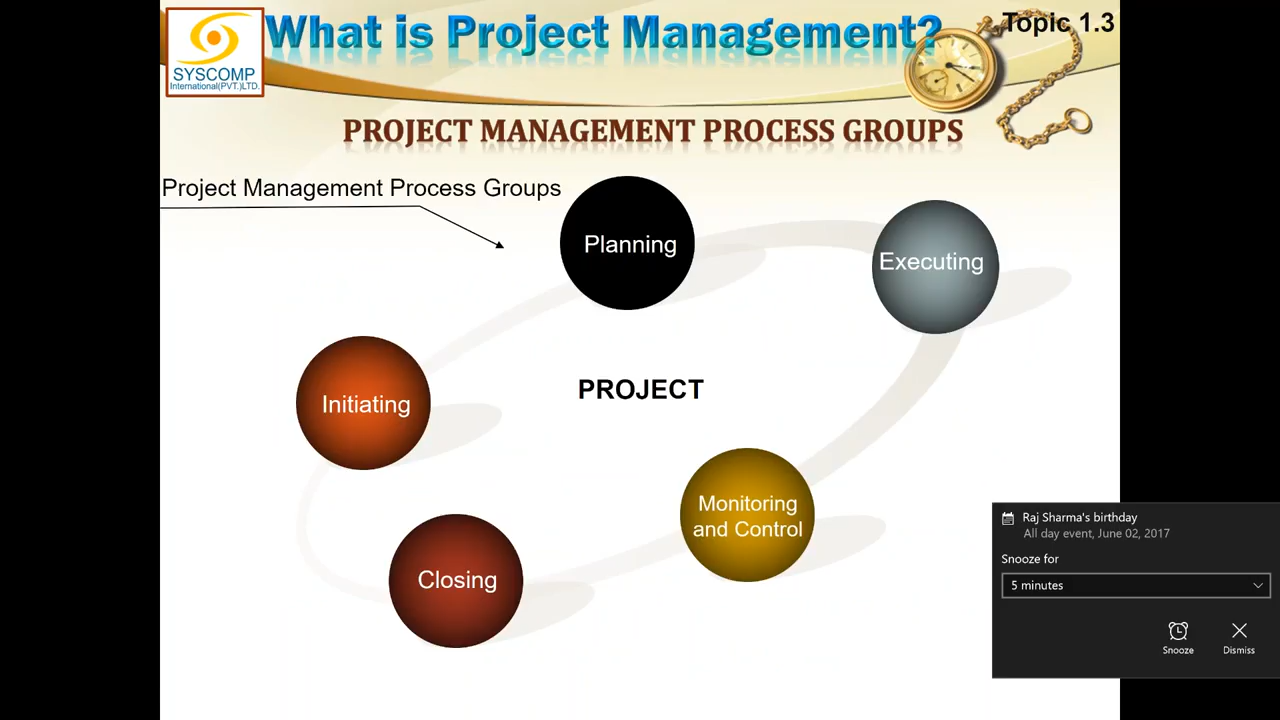 What is Project Management?
Topic 1.3
SYSCOMP
International(PVT.)LTD.
PROJECT MANAGEMENT PROCESS GROUPS
Project Management Process Groups
Planning
Executing
Initiating
PROJECT
Monitoring
and Control
Closing
Raj Sharma's birthday
All day event, June 02, 2017
Snooze for
5 minutes
Snooze
Dismiss